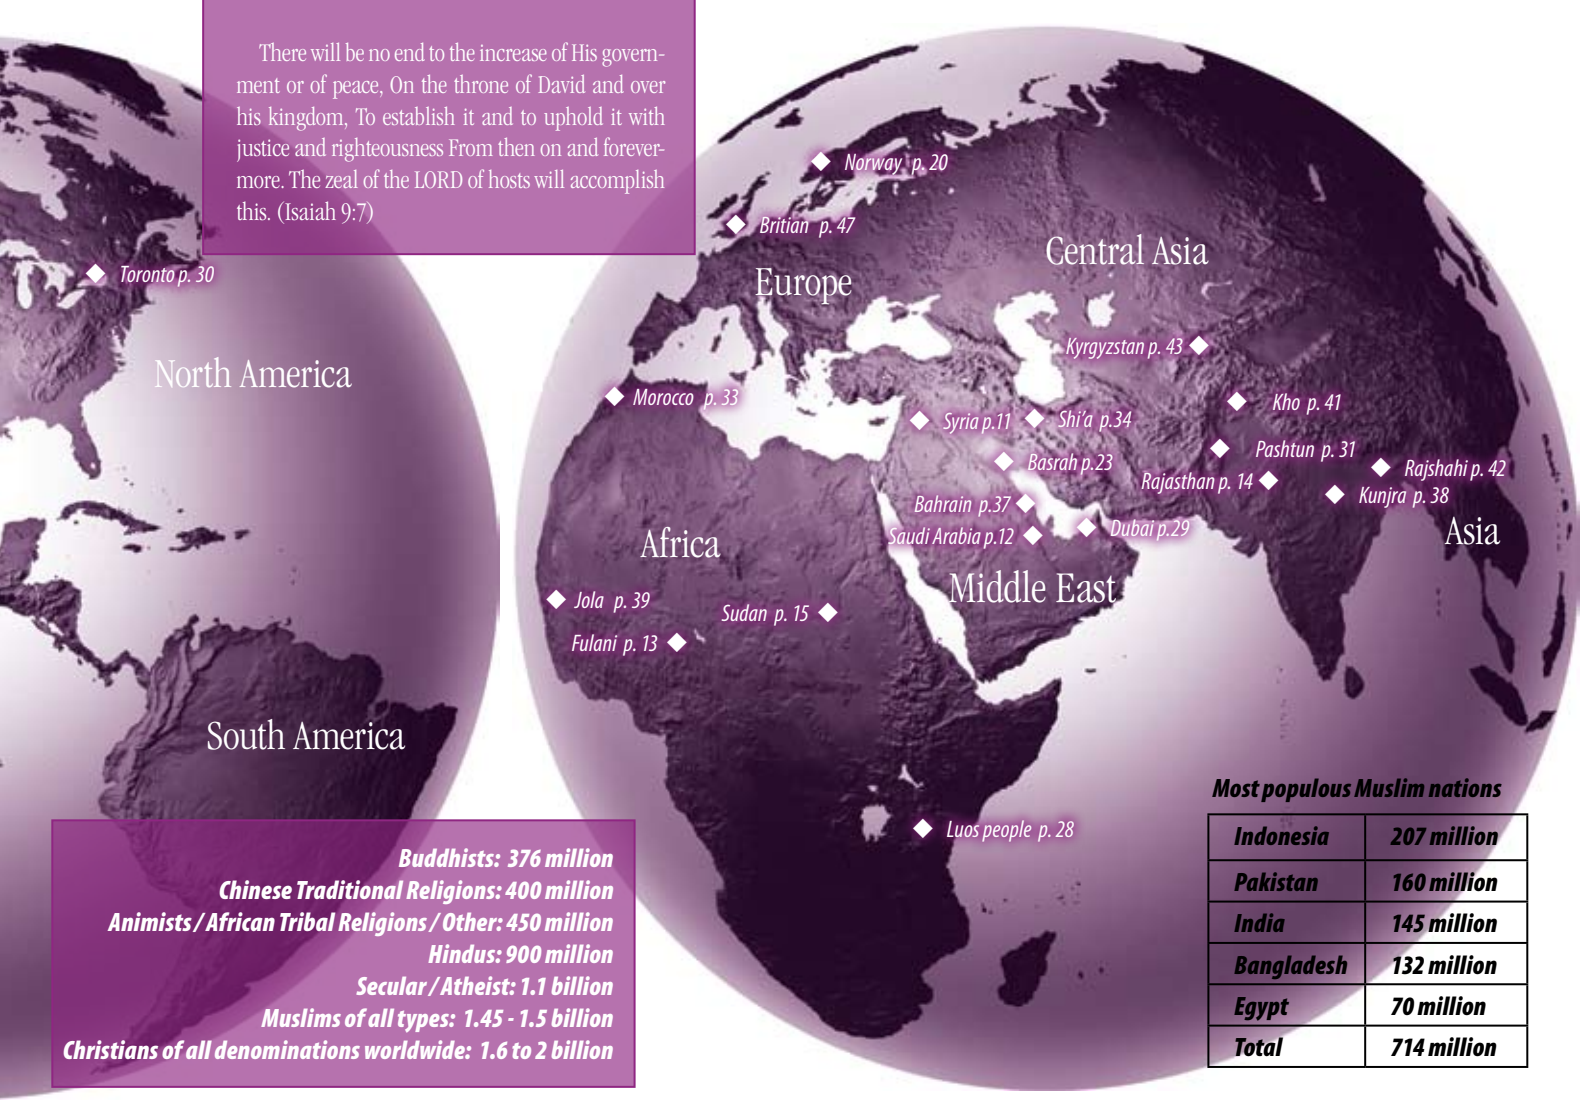 There will be no end to the increase of His govern-
ment or of peace, On the throne of David and over
his kingdom, To establish it and to uphold it with
justice and righteousness From then on and forever-
more. The zeal of the LORD of hosts will accomplish
this. (Isaiah 9:7)
Norway p. 20
Britian p. 47
Central Asia
Toronto p. 30
Europe
Kyrgyzstan p. 43
North America
Morocco p. 33
Kho p. 41
Syria p.11
Shi'a p.34
Pashtun p. 31
Basrah p.23
Rajshahi p. 42
Rajasthan p. 14
Kunjra p. 38
Bahrain p.37
Dubai p.29
Saudi Arabia p.12
Asia
Africa
Middle East
Jola p. 39
Sudan p. 15
Fulani p. 13
South America
Luos people p. 28
Buddhists: 376 million
Chinese Traditional Religions: 400 million
Animists / African Tribal Religions / Other: 450 million
Hindus: 900 million
Secular / Atheist: 1.1 billion
Muslims of all types: 1.45 - 1.5 billion
Christians of all denominations worldwide: 1.6 to 2 billion
Most populous Muslim nations
Indonesia 207 million
Pakistan 160 million
India 145 million
Bangladesh 132 million
Egypt 70 million
Total 714 million